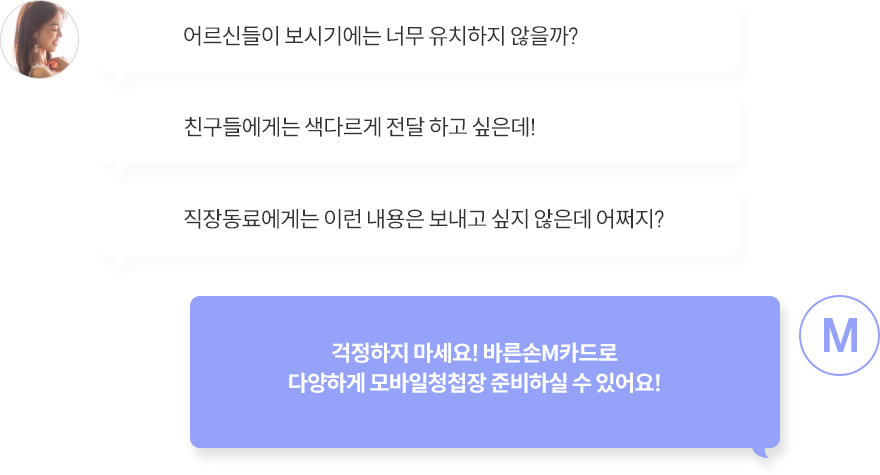 어르신들이 보시기에는 너무 유치하지 않을까?
친구들에게는 색다르게 전달 하고 싶은데!
직장동료에게는 이런 내용은 보내고 싶지 않은데 어쩌지?
걱정하지 마세요! 바른손M카드로
다양하게 모바일청첩장 준비하실 수 있어요!
M